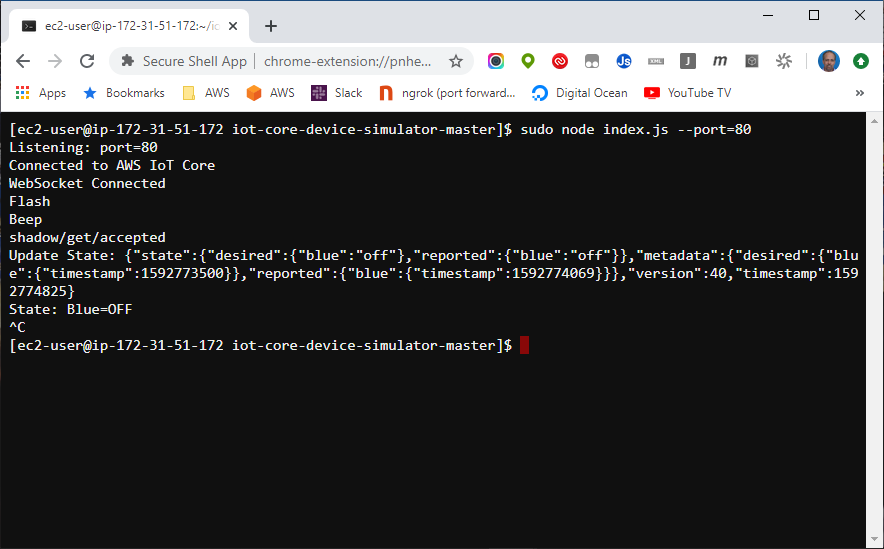 ec2-user@ip-172-31-51-172:~/io
Secure Shell App | chrome-extension://pnhe...
Apps Bookmarks AWS AWS Slack ngrok (port forward... Digital Ocean YouTube TV »
[ec2-user@ip-172-31-51-172 iot-core-device-simulator-master]$ sudo node index.js --port=80
Listening: port=80
Connected to AWS IoT Core
WebSocket Connected
Flash
Beep
shadow/get/accepted
Update State: {"state":{"desired":{"blue":"off"},"reported":{"blue":"off"}},"metadata":{"desired":{"blu
e":{"timestamp":1592773500}},"reported":{"blue":{"timestamp":1592774069}}},"version":40,"timestamp":159
2774825}
State: Blue=OFF
^C
[ec2-user@ip-172-31-51-172 iot-core-device-simulator-master]$